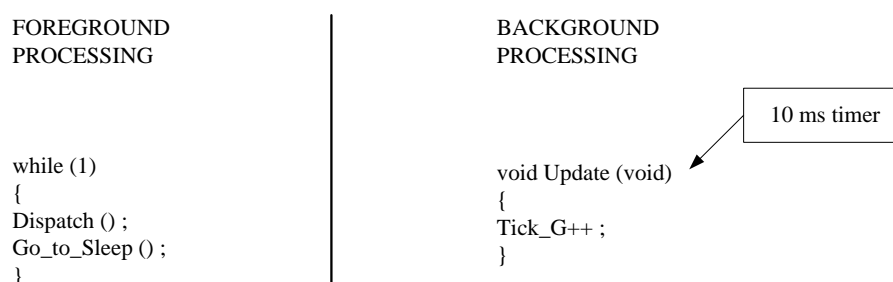 FOREGROUND
PROCESSING
while (1)
{
Dispatch () ;
Go_to_Sleep () ;
}
BACKGROUND
PROCESSING
10 ms timer
void Update (void)
{
Tick_G++ ;
}